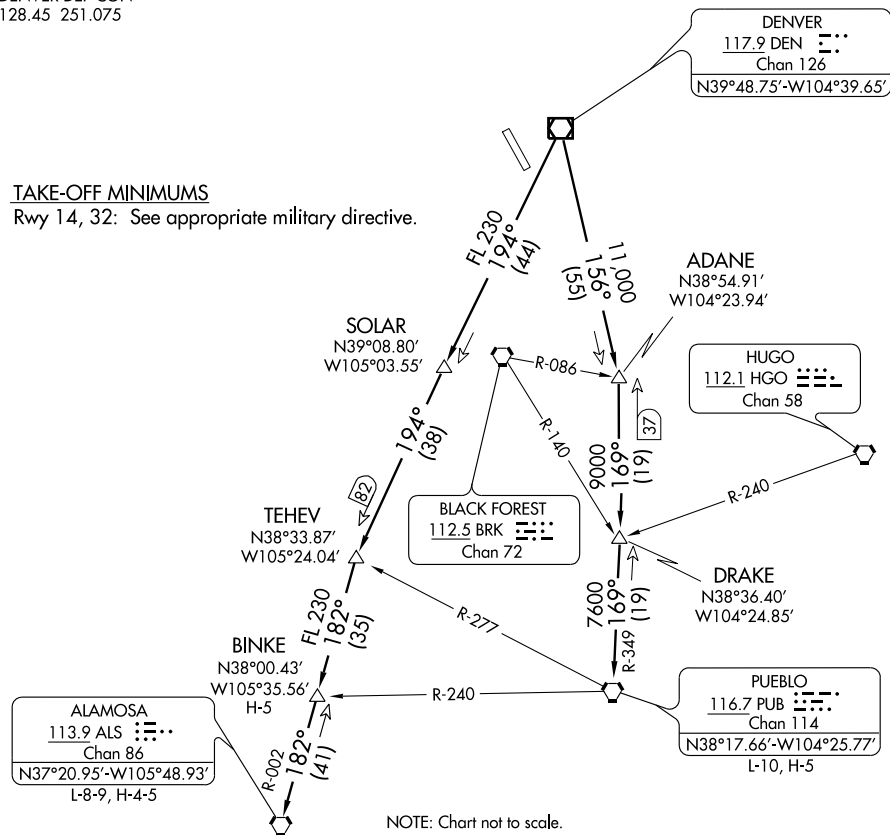 128.45 251.075
DENVER
117.9 DEN
Chan 126
N39°48.75'-W104°39.65'
TAKE-OFF MINIMUMS
Rwy 14, 32: See appropriate military directive.
FL 230
194°
(44)
11,000
156°
(55)
ADANE
N38°54.91'
W104°23.94'
SOLAR
N39°08.80'
W105°03.55'
R-086
HUGO
112.1 HGO
Chan 58
37
R-140
9000
169°
(19)
R-240
194°
(38)
82
BLACK FOREST
112.5 BRK
Chan 72
TEHEV
N38°33.87'
W105°24.04'
DRAKE
N38°36.40'
W104°24.85'
R-277
7600
169°
(19)
R-349
FL 230
182°
(35)
BINKE
N38°00.43'
W105°35.56'
H-5
R-240
PUEBLO
116.7 PUB
Chan 114
N38°17.66'-W104°25.77'
L-10, H-5
ALAMOSA
113.9 ALS
Chan 86
N37°20.95'-W105°48.93'
L-8-9, H-4-5
R-002
182°
(41)
NOTE: Chart not to scale.